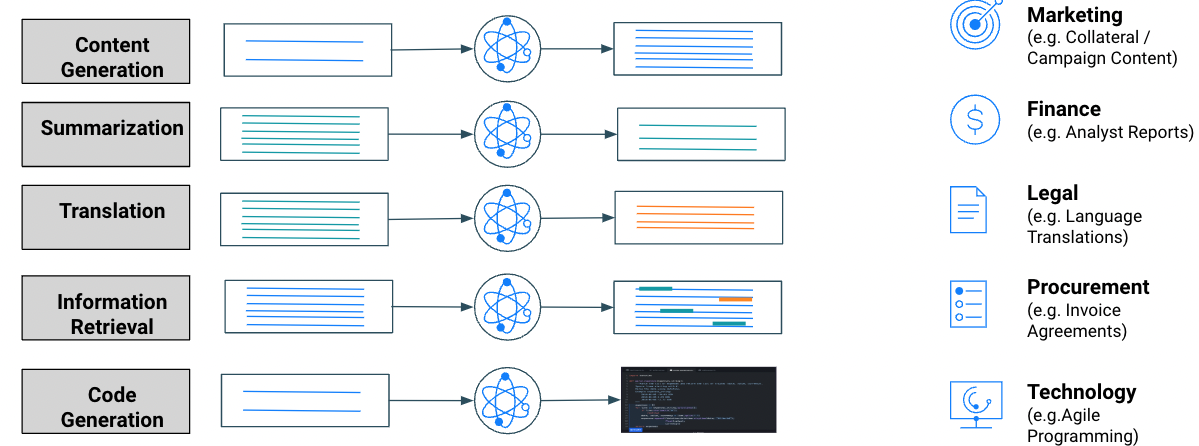 Content
Generation
Marketing
(e.g. Collateral /
Campaign Content)
Summarization
Finance
(e.g. Analyst Reports)
Translation
Legal
(e.g. Language
Translations)
Information
Retrieval
Procurement
(e.g. Invoice
Agreements)
Code
Generation
Technology
(e.g.Agile
Programming)